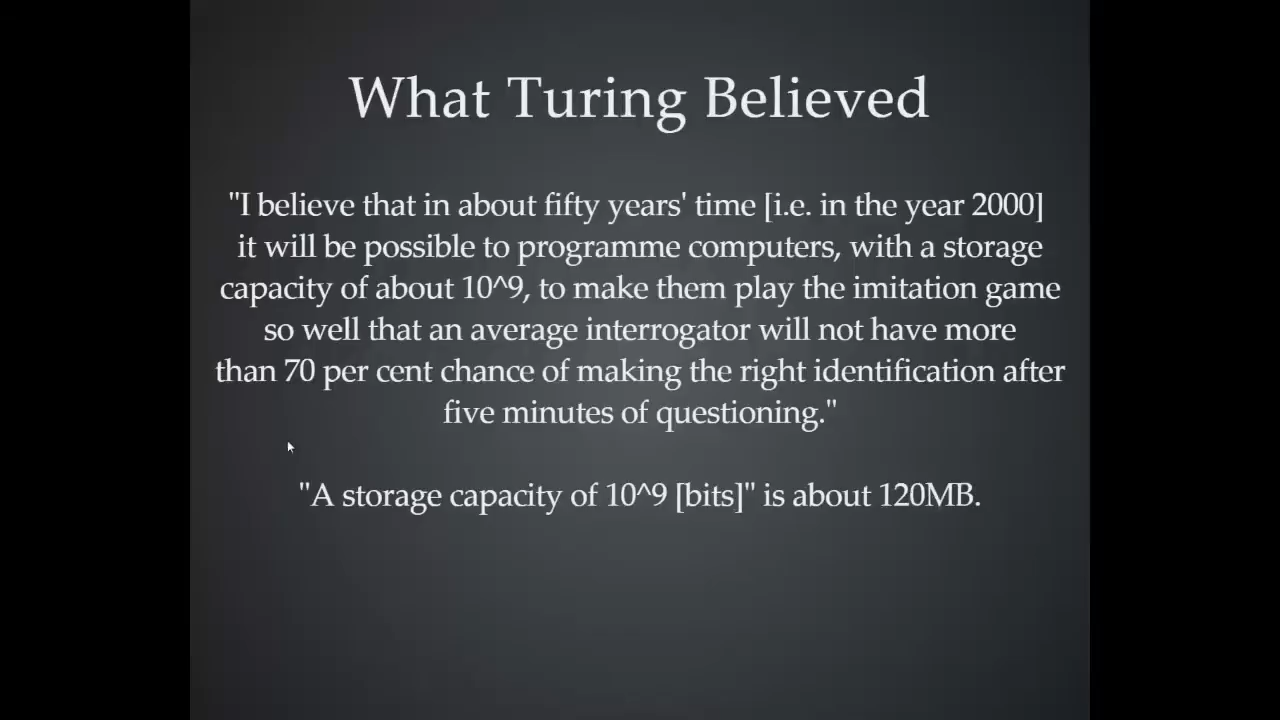 What Turing Believed
"I believe that in about fifty years' time [i.e. in the year 2000]
it will be possible to programme computers, with a storage
capacity of about 10^9, to make them play the imitation game
so well that an average interrogator will not have more
than 70 per cent chance of making the right identification after
five minutes of questioning."
"A storage capacity of 10^9 [bits]" is about 120MB.